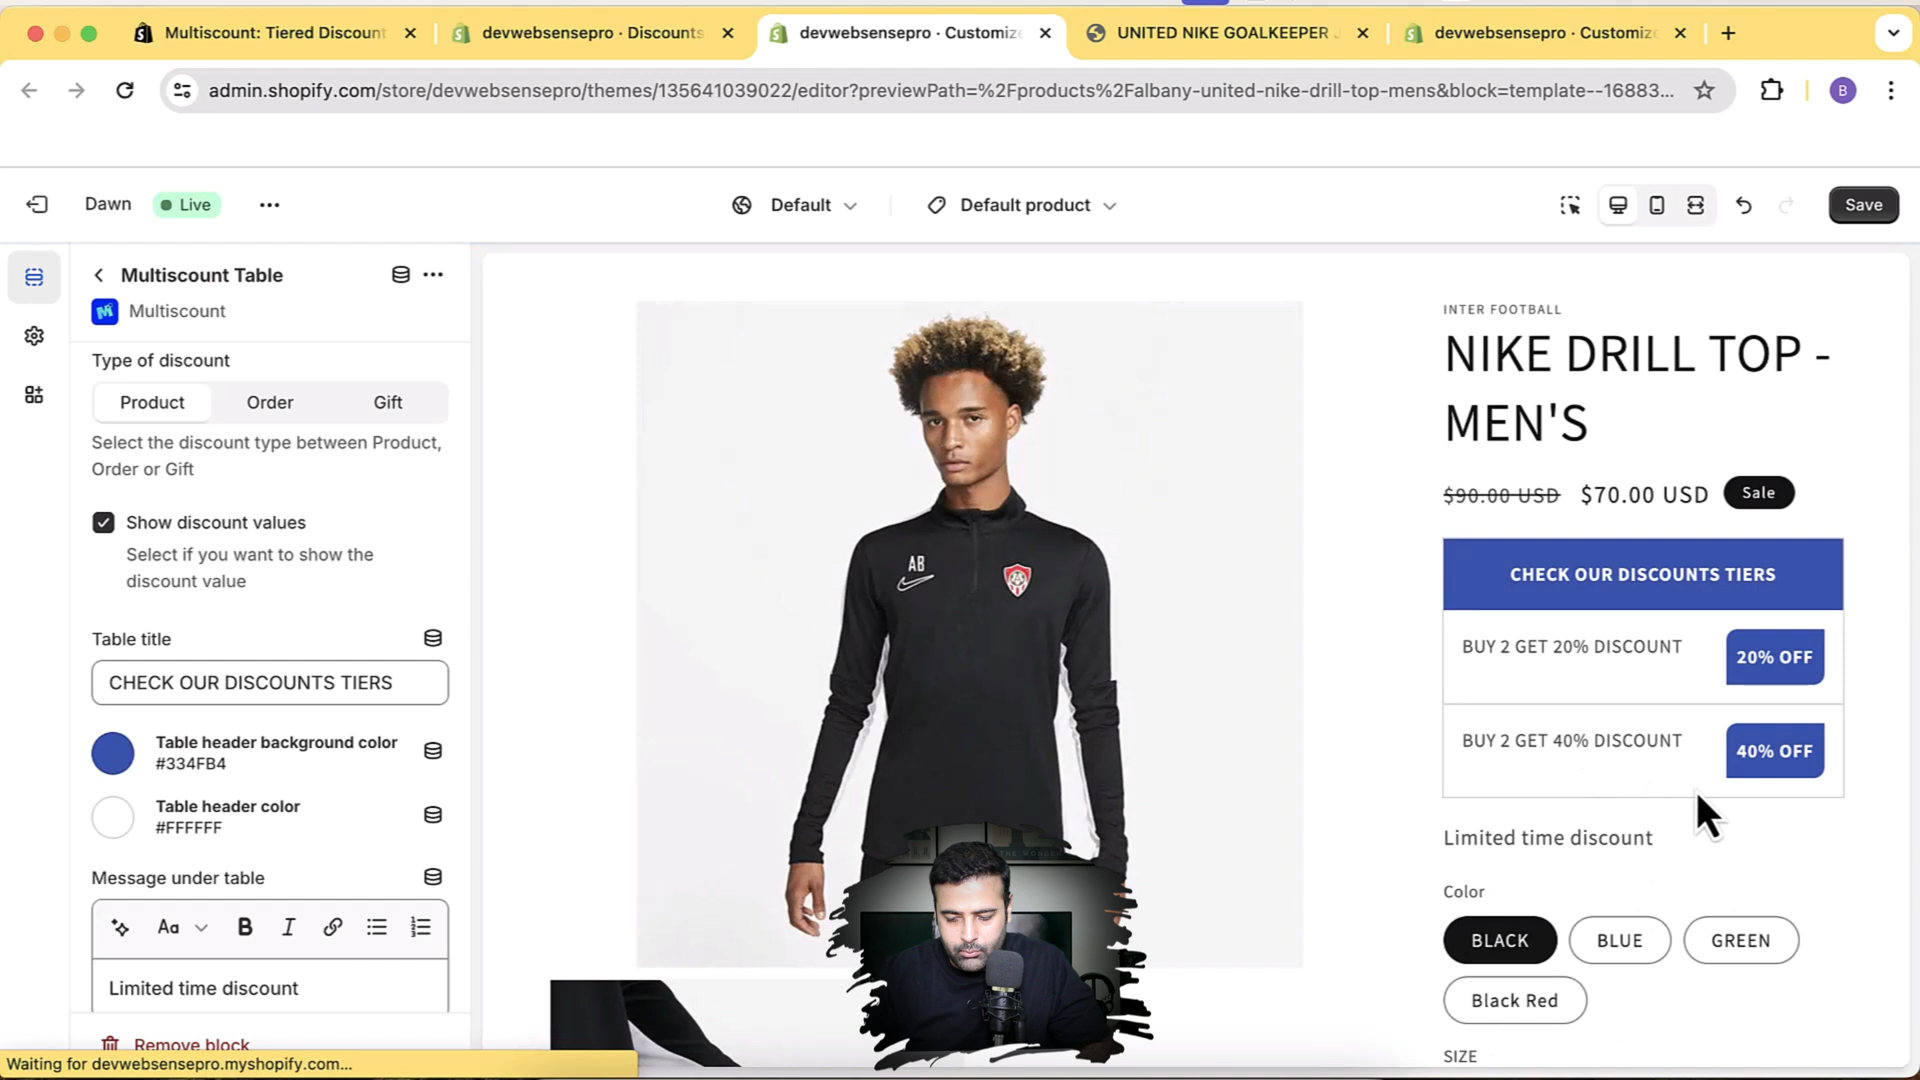 Multiscount: Tiered Discount
devwebsensepro · Discounts
devwebsensepro · Customize
UNITED NIKE GOALKEEPER J
devwebsensepro · Customize
admin.shopify.com/store/devwebsensepro/themes/135641039022/editor?previewPath=%2Fproducts%2Falbany-united-nike-drill-top-mens&block=template--16883...
B
Dawn
Live
Default
Default product
Save
Multiscount Table
Multiscount
Type of discount
Product
Order
Gift
Select the discount type between Product,
Order or Gift
Show discount values
Select if you want to show the
discount value
Table title
CHECK OUR DISCOUNTS TIERS
Table header background color
#334FB4
Table header color
#FFFFFF
Message under table
Aa
B
I
Limited time discount
Remove block
Waiting for devwebsensepro.myshopify.com...
AB
INTER FOOTBALL
NIKE DRILL TOP -
MEN'S
$90.00 USD
$70.00 USD
Sale
CHECK OUR DISCOUNTS TIERS
BUY 2 GET 20% DISCOUNT
20% OFF
BUY 2 GET 40% DISCOUNT
40% OFF
Limited time discount
Color
BLACK
BLUE
GREEN
Black Red
SIZE